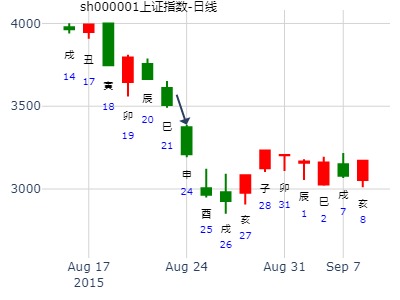 sh000001上证指数-日线
4000
3500
3000
戌
14
丑
17
寅
18
卯
19
辰
20
巳
21
申
24
酉
25
戌
26
亥
27
子
28
卯
31
辰
1
巳
2
戌
7
亥
8
Aug 17
2015
Aug 24
Aug 31
Sep 7